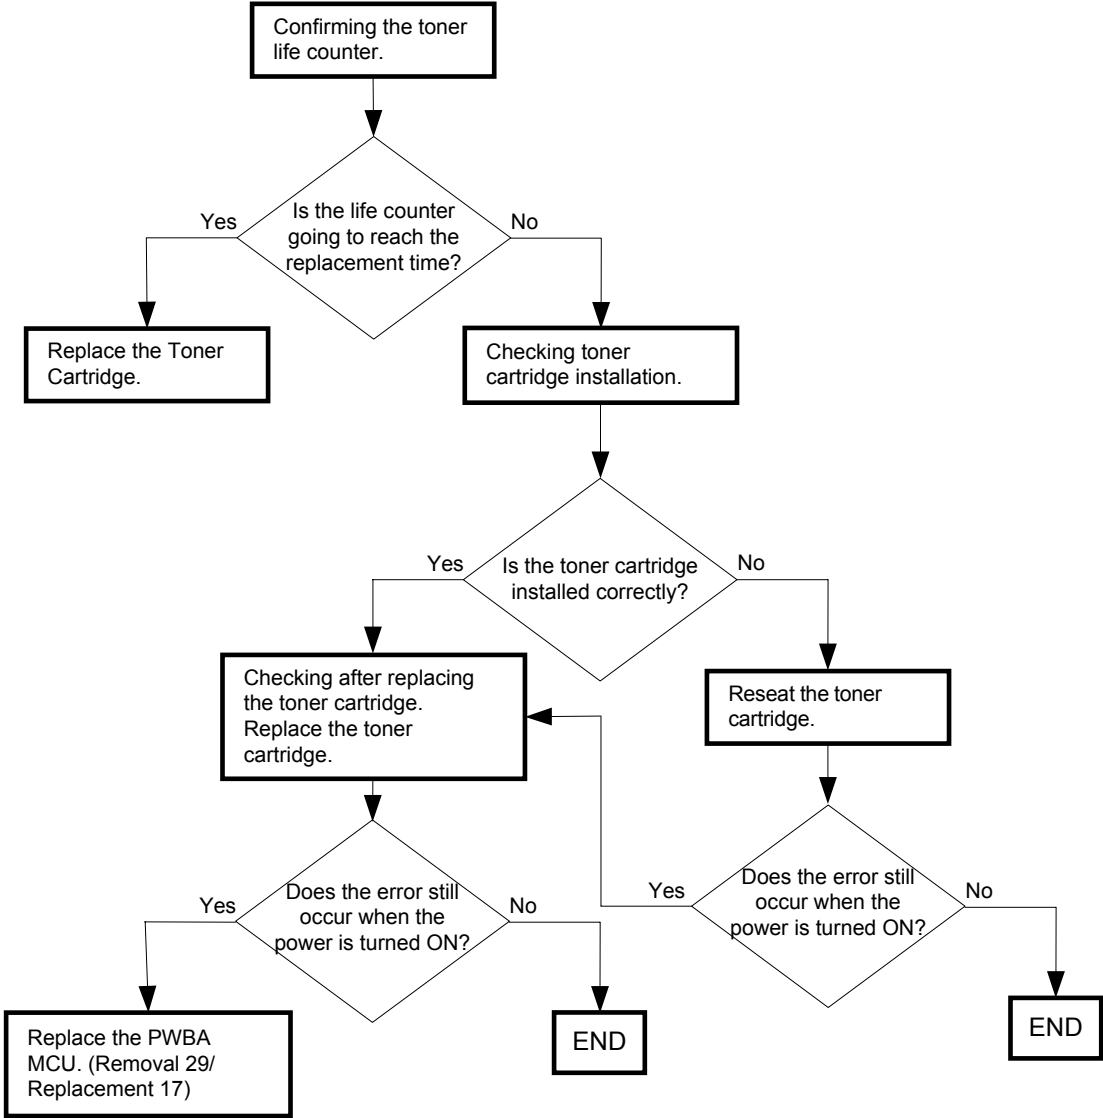 Confirming the toner
life counter.
Is the life counter
going to reach the
replacement time?
Yes
No
Replace the Toner
Cartridge.
Checking toner
cartridge installation.
Is the toner cartridge
installed correctly?
Yes
No
Checking after replacing
the toner cartridge.
Replace the toner
cartridge.
Reseat the toner
cartridge.
Does the error still
occur when the
power is turned ON?
Yes
No
Does the error still
occur when the
power is turned ON?
Yes
No
Replace the PWBA
MCU. (Removal 29/
Replacement 17)
END
END